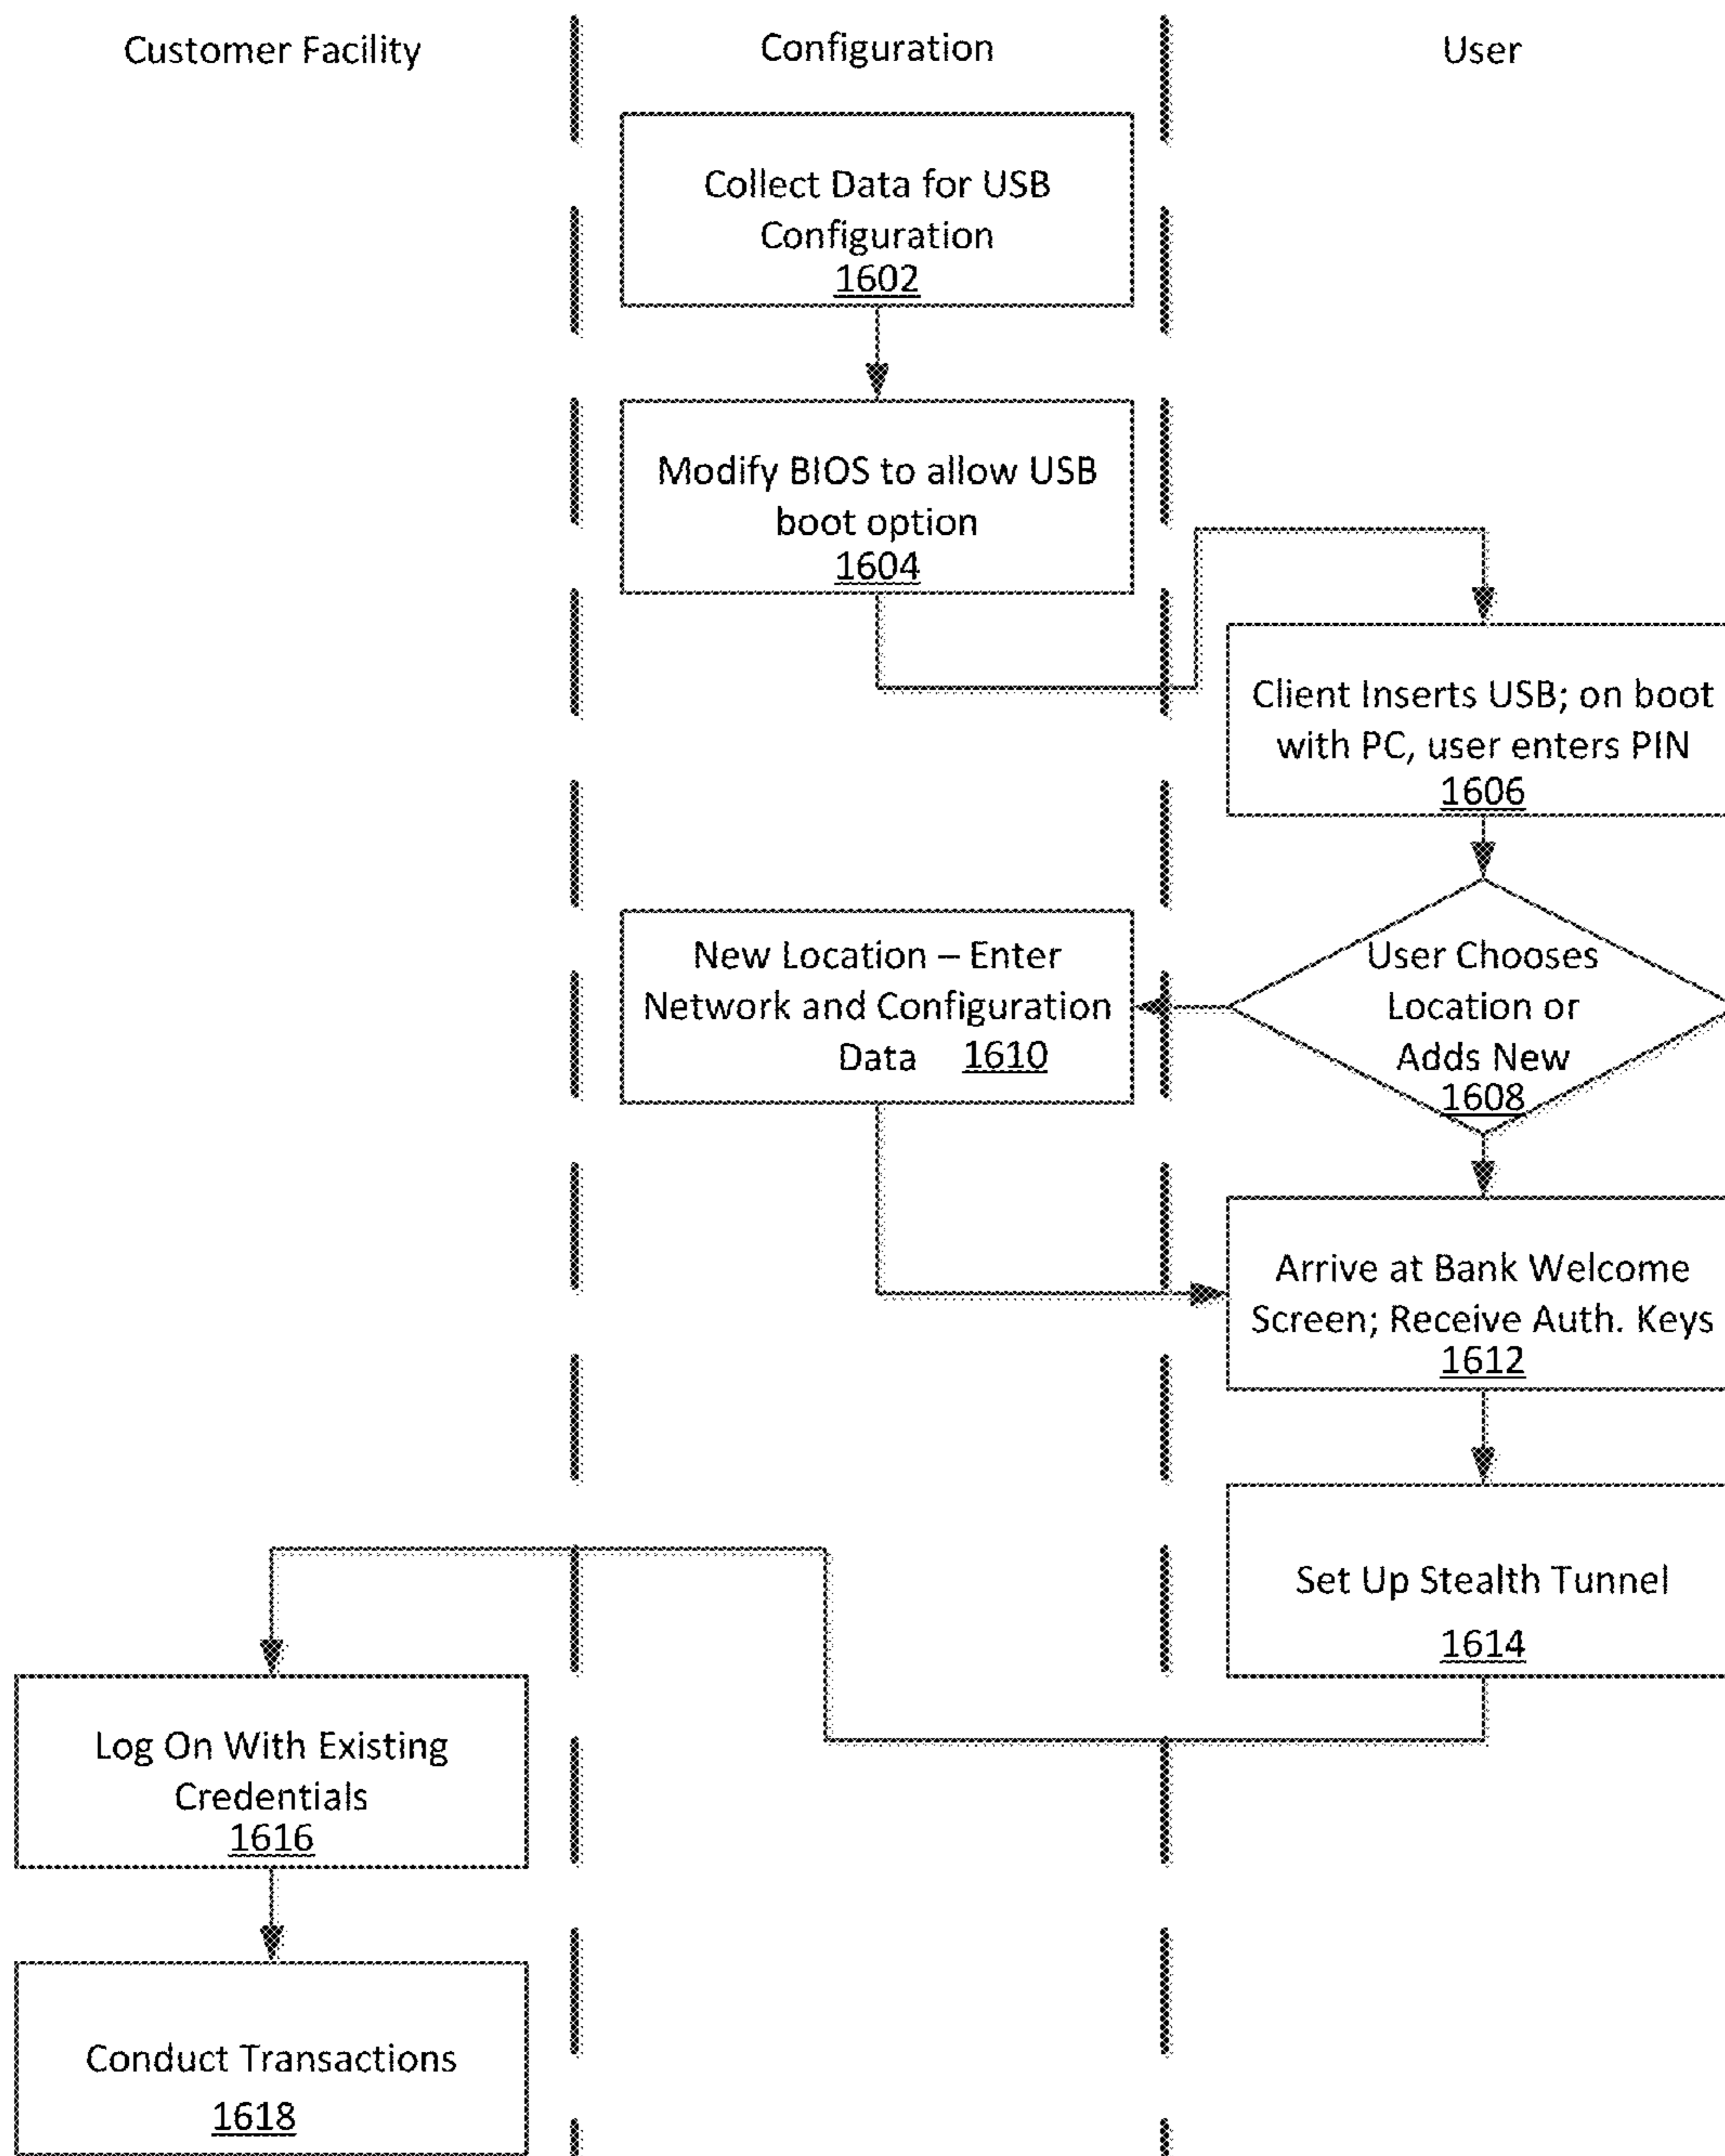 Customer Facility
Configuration
User
Collect Data for USB
Configuration
1602
Modify BIOS to allow USB
boot option
1604
Client Inserts USB; on boot
with PC, user enters PIN
1606
User Chooses
Location or
Adds New
1608
New Location – Enter
Network and Configuration
Data 1610
Arrive at Bank Welcome
Screen; Receive Auth. Keys
1612
Set Up Stealth Tunnel
1614
Log On With Existing
Credentials
1616
Conduct Transactions
1618